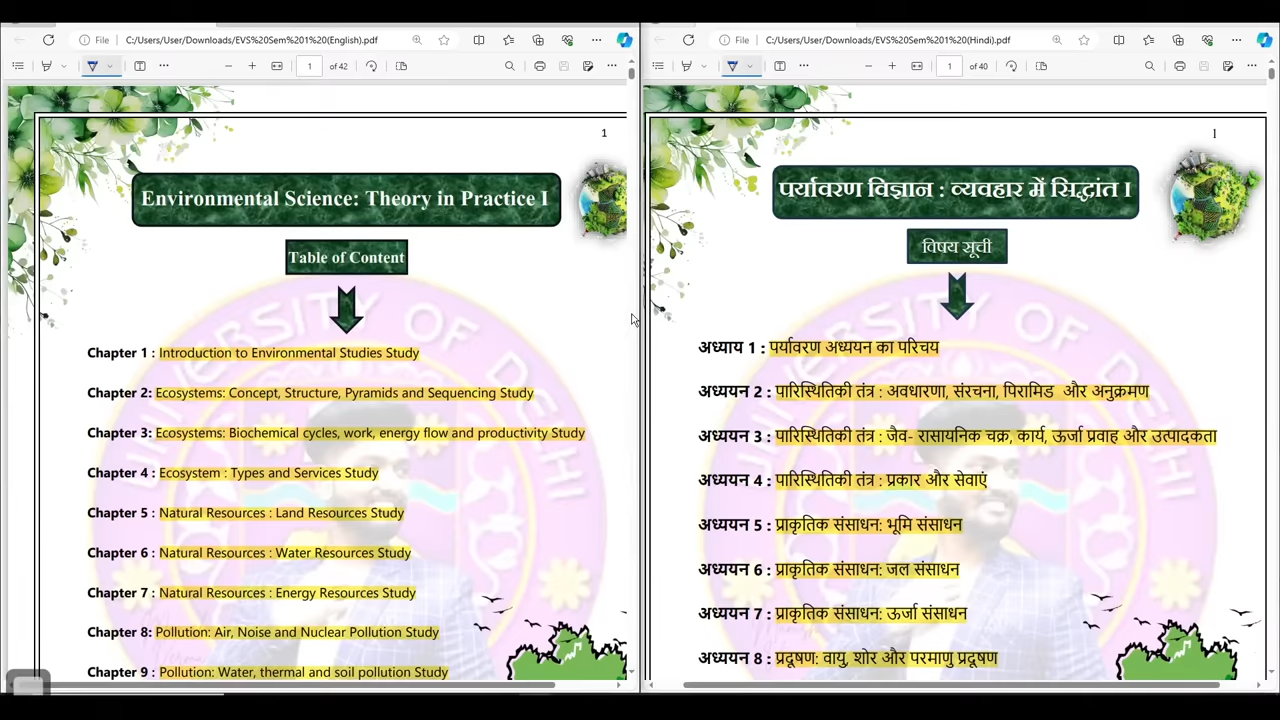 File C:/Users/User/Downloads/EVS%20Sem%201%20(English).pdf
1 of 42
1
Environmental Science: Theory in Practice I
Table of Content
Chapter 1 : Introduction to Environmental Studies Study
Chapter 2: Ecosystems: Concept, Structure, Pyramids and Sequencing Study
Chapter 3: Ecosystems: Biochemical cycles, work, energy flow and productivity Study
Chapter 4 : Ecosystem : Types and Services Study
Chapter 5 : Natural Resources : Land Resources Study
Chapter 6 : Natural Resources : Water Resources Study
Chapter 7 : Natural Resources : Energy Resources Study
Chapter 8: Pollution: Air, Noise and Nuclear Pollution Study
Chapter 9 : Pollution: Water, thermal and soil pollution Study
UNIVERSITY OF DELHI
File C:/Users/User/Downloads/EVS%20Sem%201%20(Hindi).pdf
1 of 40
1
पर्यावरण विज्ञान : व्यवहार में सिद्धांत I
विषय सूची
अध्याय 1 : पर्यावरण अध्ययन का परिचय
अध्ययन 2 : पारिस्थितिकी तंत्र : अवधारणा, संरचना, पिरामिड और अनुक्रमण
अध्ययन 3 : पारिस्थितिकी तंत्र : जैव- रासायनिक चक्र, कार्य, ऊर्जा प्रवाह और उत्पादकता
अध्ययन 4 : पारिस्थितिकी तंत्र : प्रकार और सेवाएं
अध्ययन 5 : प्राकृतिक संसाधन: भूमि संसाधन
अध्ययन 6 : प्राकृतिक संसाधन: जल संसाधन
अध्ययन 7 : प्राकृतिक संसाधन: ऊर्जा संसाधन
अध्ययन 8 : प्रदूषण: वायु, शोर और परमाणु प्रदूषण
UNIVERSITY OF DELHI